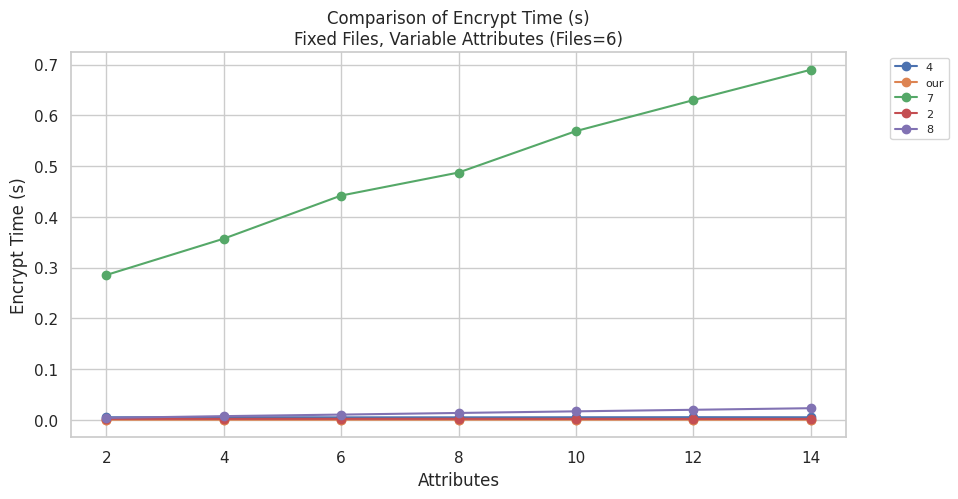 Comparison of Encrypt Time (s)
Fixed Files, Variable Attributes (Files=6)
Encrypt Time (s)
0.7
0.6
0.5
0.4
0.3
0.2
0.1
0.0
2 4 6 8 10 12 14
Attributes
4
our
7
2
8